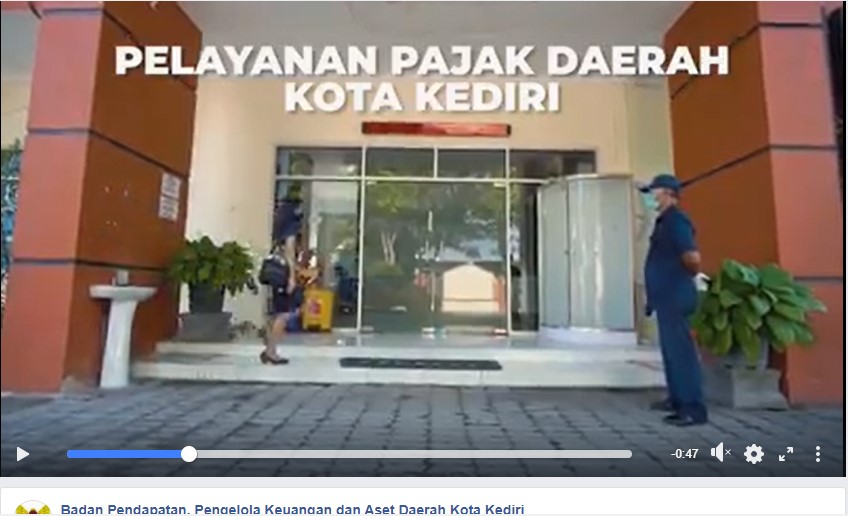 PELAYANAN PAJAK DAERAH
KOTA KEDIRI
-0:47
Badan Pendapatan, Pengelola Keuangan dan Aset Daerah Kota Kediri